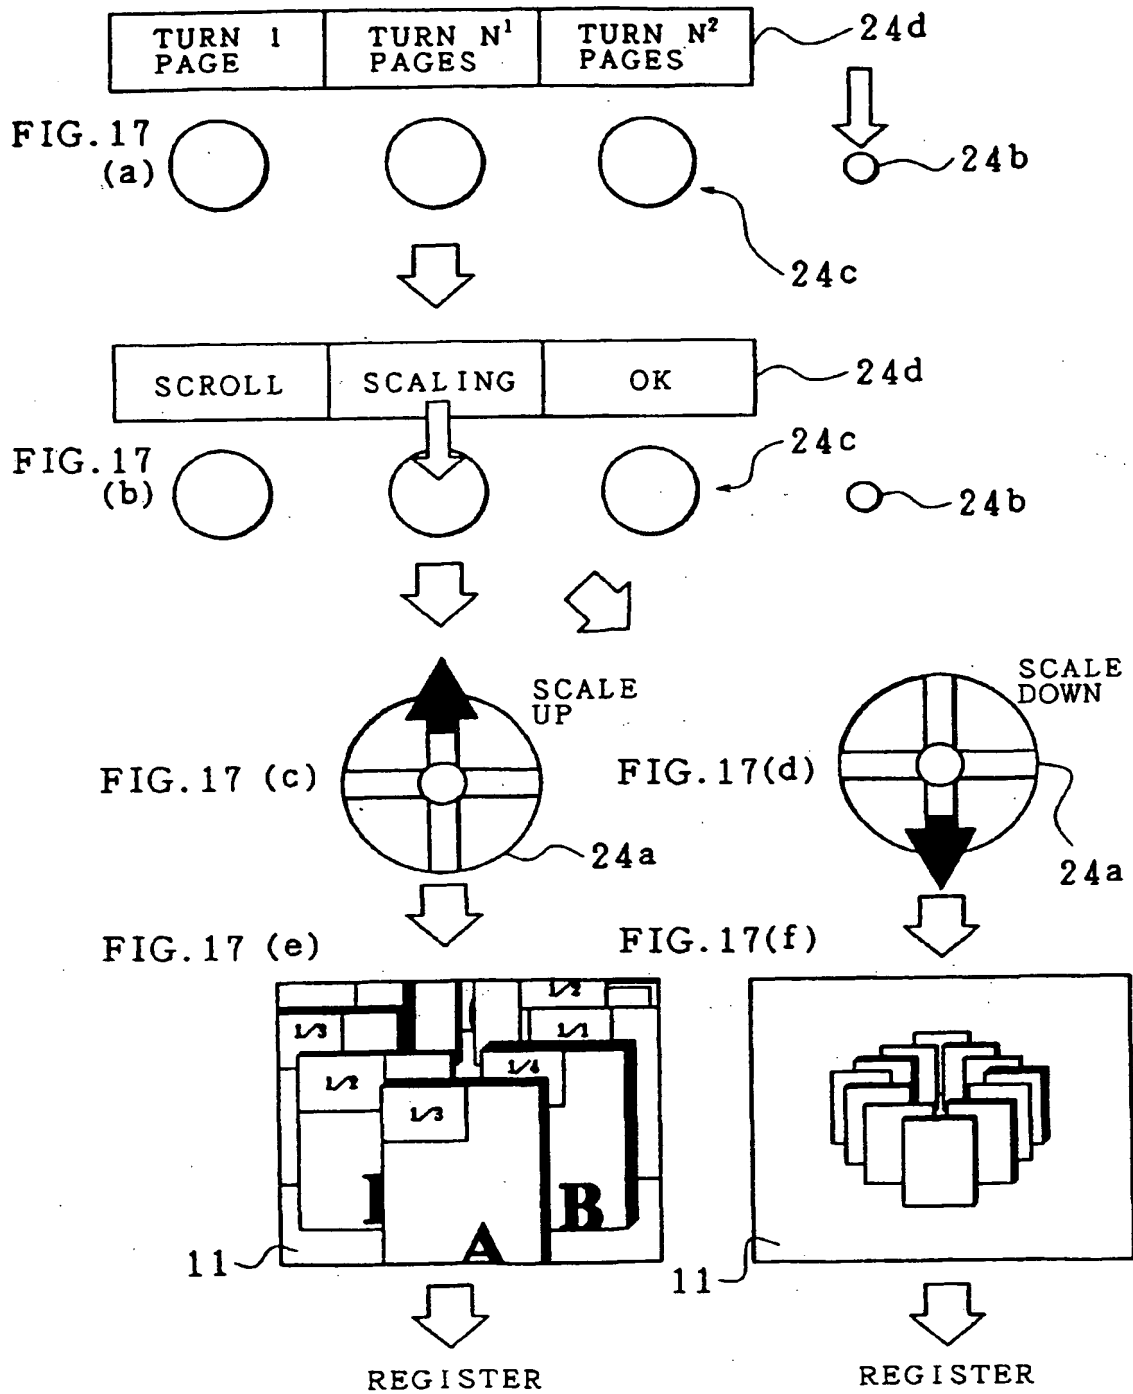 TURN 1 PAGE
TURN N¹ PAGES
TURN N² PAGES
24d
FIG.17 (a)
24b
24c
SCROLL
SCALING
OK
24d
24c
FIG.17 (b)
24b
SCALE UP
SCALE DOWN
FIG.17 (c)
FIG.17(d)
24a
24a
FIG.17 (e)
FIG.17(f)
1/2
1/3
1/1
1/2
1/4
1/3
B
A
11
11
REGISTER
REGISTER